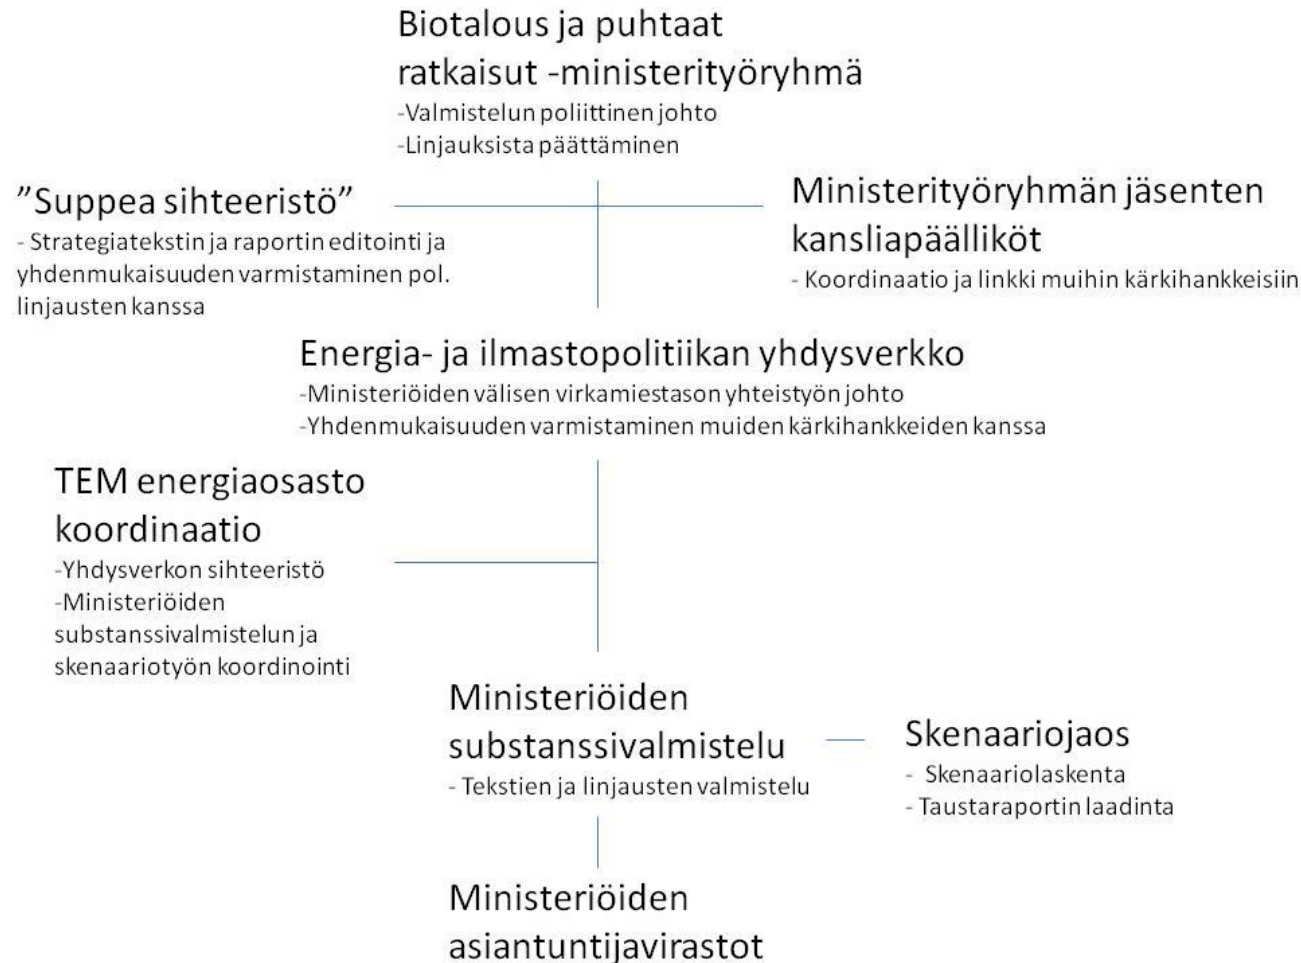 Biotalous ja puhtaat
ratkaisut -ministerityöryhmä
-Valmistelun poliittinen johto
-Linjauksista päättäminen
”Suppea sihteeristö”
- Strategiatekstin ja raportin editointi ja
yhdenmukaisuuden varmistaminen pol.
linjausten kanssa
Ministerityöryhmän jäsenten
kansliapäälliköt
- Koordinaatio ja linkki muihin kärkihankkeisiin
Energia- ja ilmastopolitiikan yhdysverkko
-Ministeriöiden välisen virkamiestason yhteistyön johto
-Yhdenmukaisuuden varmistaminen muiden kärkihankkeiden kanssa
TEM energiaosasto
koordinaatio
-Yhdysverkon sihteeristö
-Ministeriöiden
substanssivalmistelun ja
skenaariotyön koordinointi
Ministeriöiden
substanssivalmistelu
- Tekstien ja linjausten valmistelu
Skenaariojaos
- Skenaariolaskenta
- Taustaraportin laadinta
Ministeriöiden
asiantuntijavirastot